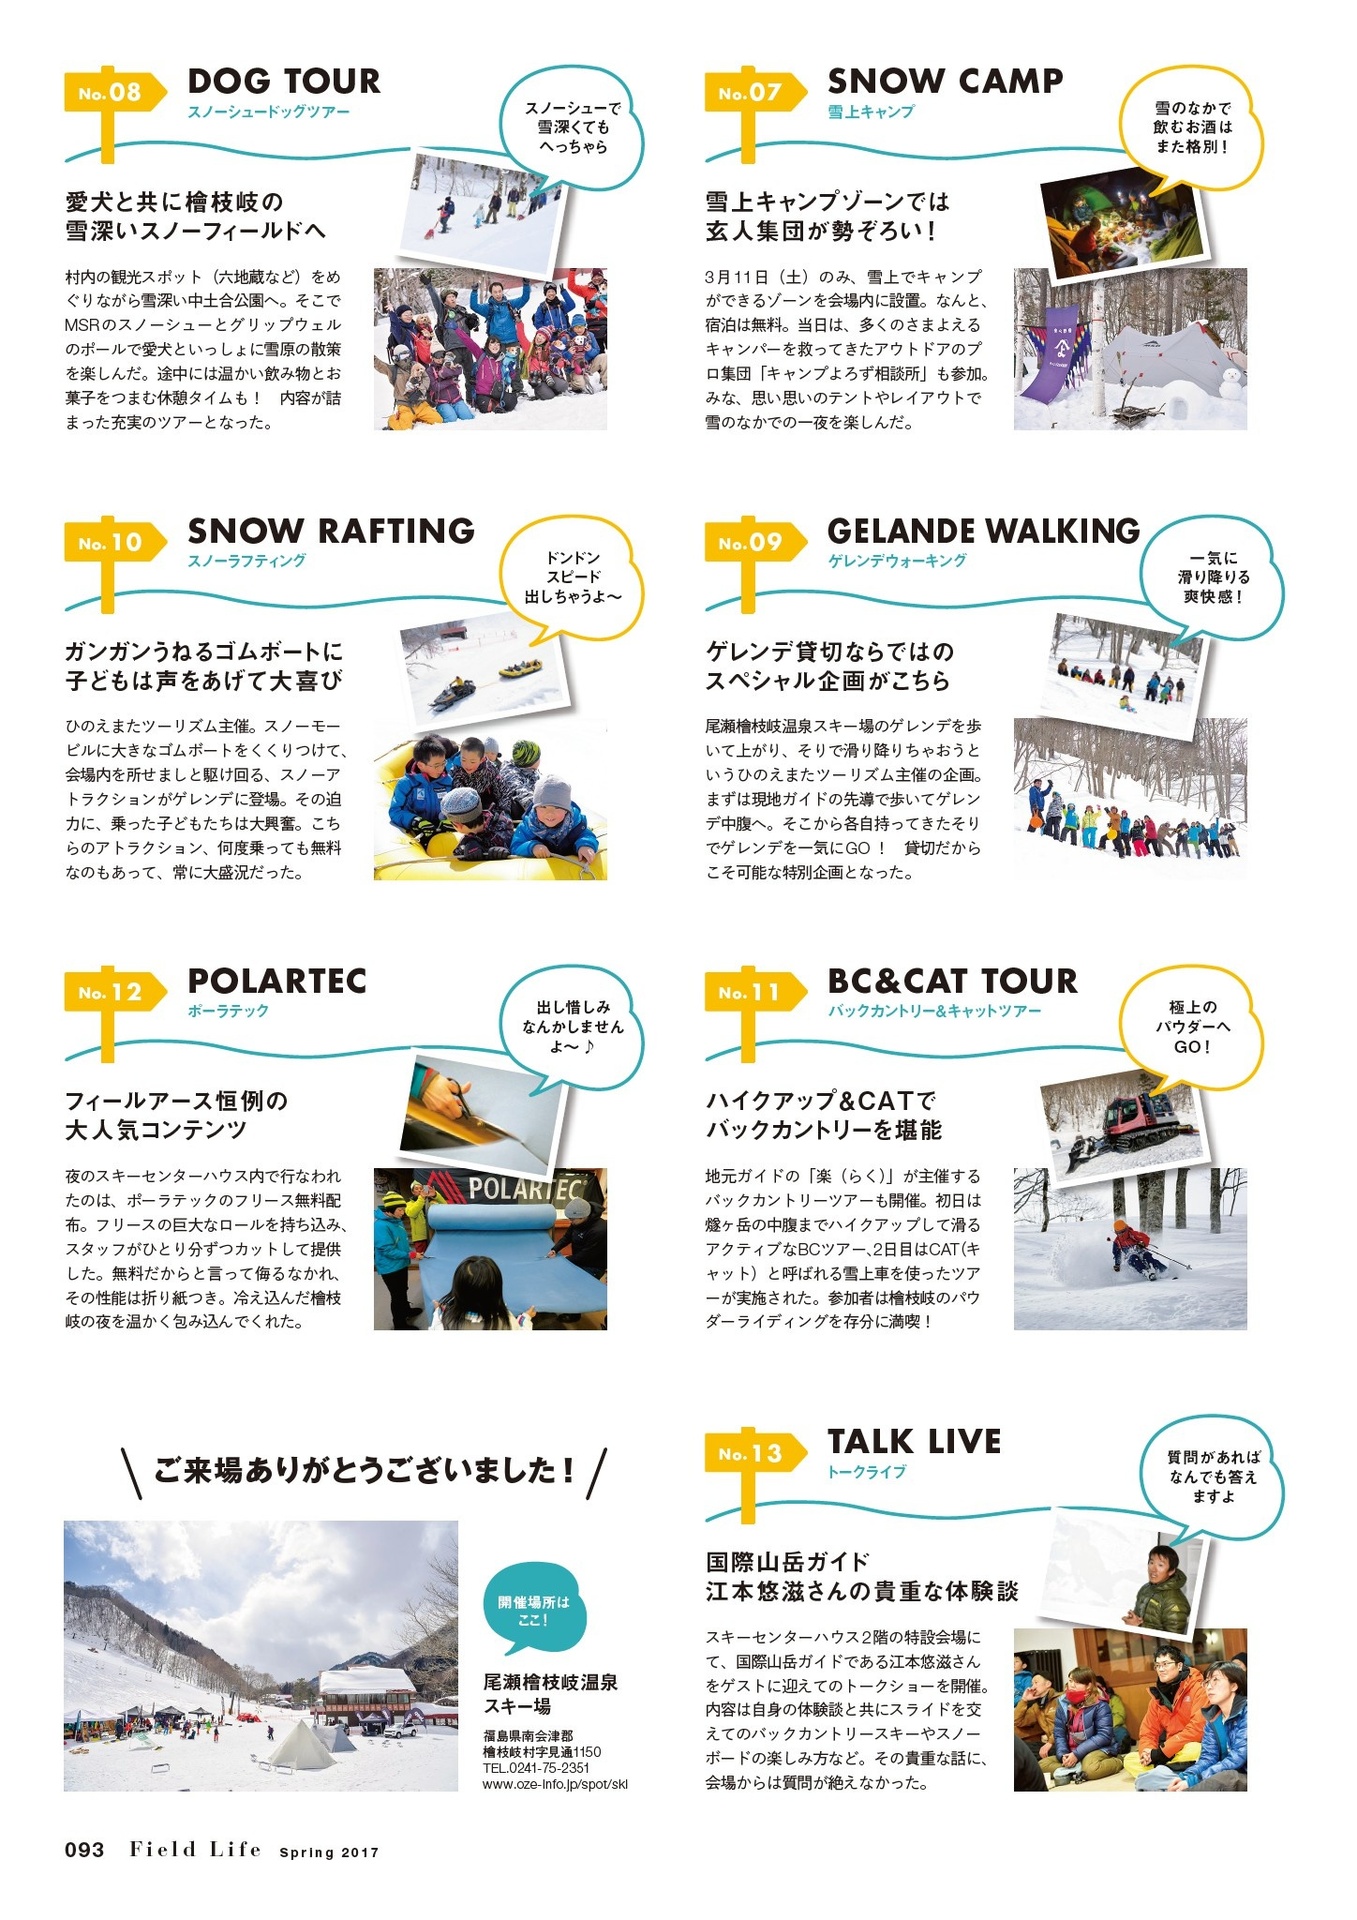 No.07
SNOW CAMP
雪上キャンプ
雪のなかで
飲むお酒は
また格別！
雪上キャンプゾーンでは
玄人集団が勢ぞろい！
3月11日（土）のみ、雪上でキャンプ
ができるゾーンを会場内に設置。なんと、
宿泊は無料。当日は、多くのさまよえる
キャンパーを救ってきたアウトドアのプ
ロ集団「キャンプよろず相談所」も参加。
みな、思い思いのテントやレイアウトで
雪のなかでの一夜を楽しんだ。
No.08
DOG TOUR
スノーシュードッグツアー
スノーシューで
雪深くても
へっちゃら
愛犬と共に檜枝岐の
雪深いスノーフィールドへ
村内の観光スポット（六地蔵など）をめ
ぐりながら雪深い中土合公園へ。そこで
MSRのスノーシューとグリップウェル
のポールで愛犬といっしょに雪原の散策
を楽しんだ。途中には温かい飲み物とお
菓子をつまむ休憩タイムも！　内容が詰
まった充実のツアーとなった。
No.09
GELANDE WALKING
ゲレンデウォーキング
一気に
滑り降りる
爽快感！
ゲレンデ貸切ならではの
スペシャル企画がこちら
尾瀬檜枝岐温泉スキー場のゲレンデを歩
いて上がり、そりで滑り降りちゃおうと
いうひのえまたツーリズム主催の企画。
まずは現地ガイドの先導で歩いてゲレン
デ中腹へ。そこから各自持ってきたそり
でゲレンデを一気にGO！　貸切だから
こそ可能な特別企画となった。
No.10
SNOW RAFTING
スノーラフティング
ドンドン
スピード
出しちゃうよ〜
ガンガンうねるゴムボートに
子どもは声をあげて大喜び
ひのえまたツーリズム主催。スノーモー
ビルに大きなゴムボートをくくりつけて、
会場内を所せましと駆け回る、スノーア
トラクションがゲレンデに登場。その迫
力に、乗った子どもたちは大興奮。こち
らのアトラクション、何度乗っても無料
なのもあって、常に大盛況だった。
No.11
BC&CAT TOUR
バックカントリー&キャットツアー
極上の
パウダーへ
GO！
ハイクアップ&CATで
バックカントリーを堪能
地元ガイドの「楽（らく）」が主催する
バックカントリーツアーも開催。初日は
燧ヶ岳の中腹までハイクアップして滑る
アクティブなBCツアー、2日目はCAT（キ
ャット）と呼ばれる雪上車を使ったツア
ーが実施された。参加者は檜枝岐のパウ
ダーライディングを存分に満喫！
No.12
POLARTEC
ポーラテック
出し惜しみ
なんかしません
よ〜♪
フィールアース恒例の
大人気コンテンツ
夜のスキーセンターハウス内で行なわれ
たのは、ポーラテックのフリース無料配
布。フリースの巨大なロールを持ち込み、
スタッフがひとり分ずつカットして提供
した。無料だからと言って侮るなかれ、
その性能は折り紙つき。冷え込んだ檜枝
岐の夜を温かく包み込んでくれた。
POLARTEC
No.13
TALK LIVE
トークライブ
質問があれば
なんでも答え
ますよ
国際山岳ガイド
江本悠滋さんの貴重な体験談
スキーセンターハウス2階の特設会場に
て、国際山岳ガイドである江本悠滋さん
をゲストに迎えてのトークショーを開催。
内容は自身の体験談と共にスライドを交
えてのバックカントリースキーやスノー
ボードの楽しみ方など。その貴重な話に、
会場からは質問が絶えなかった。
ご来場ありがとうございました！
開催場所は
ここ！
尾瀬檜枝岐温泉
スキー場
福島県南会津郡
檜枝岐村字見通1150
TEL.0241-75-2351
www.oze-info.jp/spot/ski
093 Field Life Spring 2017